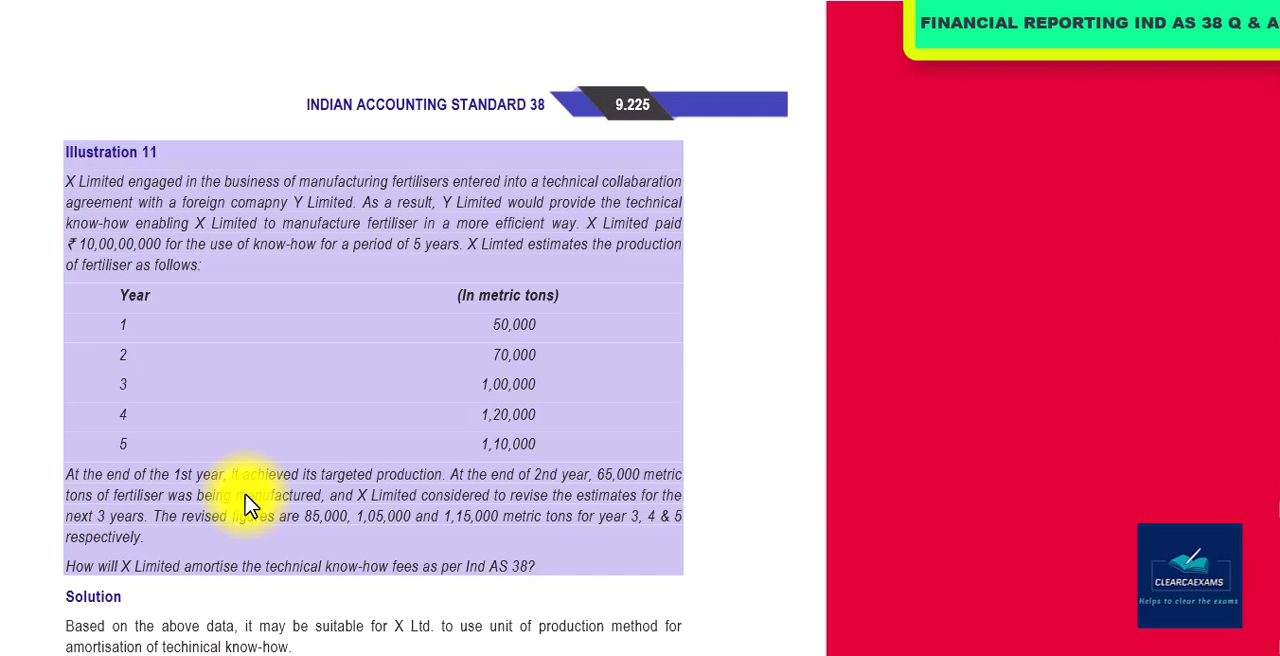 FINANCIAL REPORTING IND AS 38 Q & A
INDIAN ACCOUNTING STANDARD 38 9.225
Illustration 11
X Limited engaged in the business of manufacturing fertilisers entered into a technical collabaration
agreement with a foreign comapny Y Limited. As a result, Y Limited would provide the technical
know-how enabling X Limited to manufacture fertiliser in a more efficient way. X Limited paid
₹ 10,00,00,000 for the use of know-how for a period of 5 years. X Limted estimates the production
of fertiliser as follows:
Year (In metric tons)
1 50,000
2 70,000
3 1,00,000
4 1,20,000
5 1,10,000
At the end of the 1st year, it achieved its targeted production. At the end of 2nd year, 65,000 metric
tons of fertiliser was being manufactured, and X Limited considered to revise the estimates for the
next 3 years. The revised figures are 85,000, 1,05,000 and 1,15,000 metric tons for year 3, 4 & 5
respectively.
How will X Limited amortise the technical know-how fees as per Ind AS 38?
Solution
Based on the above data, it may be suitable for X Ltd. to use unit of production method for
amortisation of techinical know-how.
CLEARCAEXAMS
Helps to clear the exams